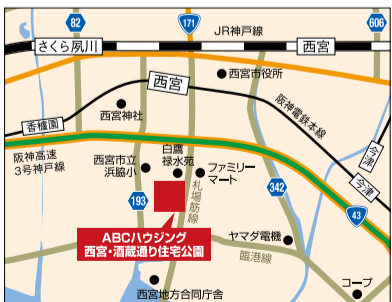 82
171
606
JR神戸線
さくら夙川
西宮
西宮
西宮市役所
阪神電鉄本線
西宮神社
香櫨園
今津
今津
阪神高速
3号神戸線
西宮市立
浜脇小
白鷹
禄水苑
ファミリー
マート
札場筋線
193
342
43
ABCハウジング
西宮・酒蔵通り住宅公園
ヤマダ電機
臨港線
西宮地方合同庁舎
コープ